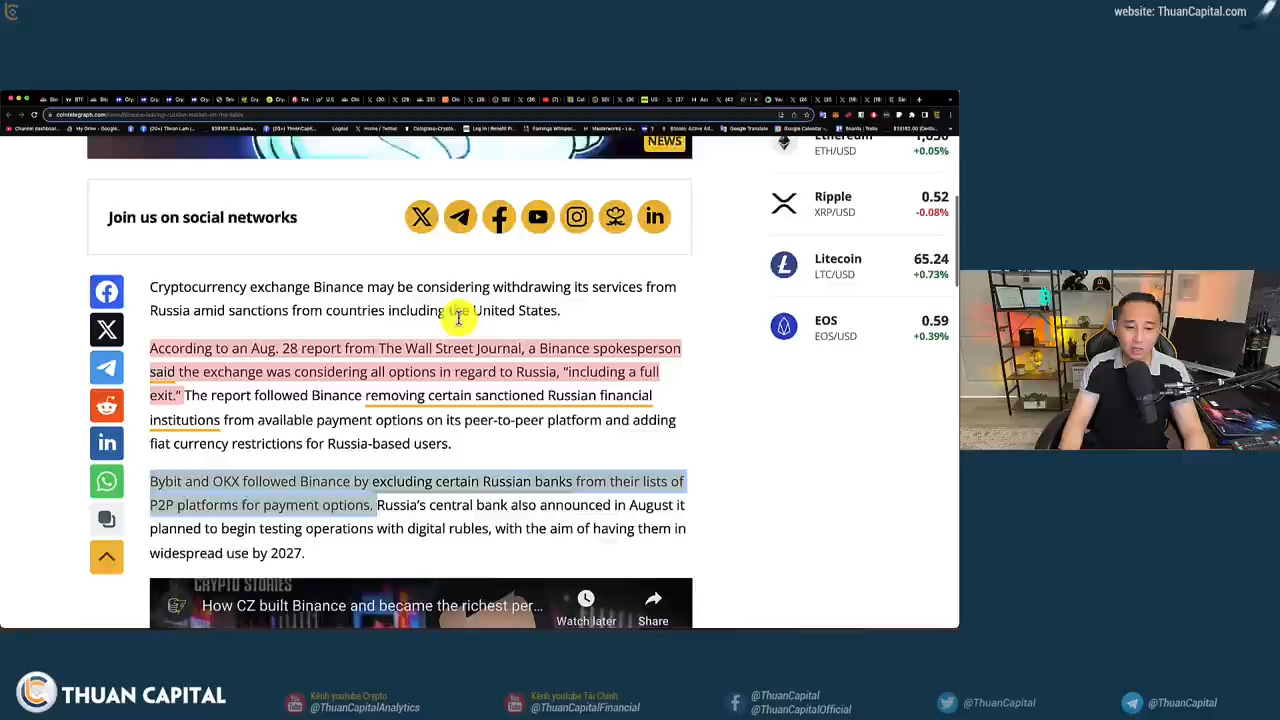 website: ThuanCapital.com
NEWS
Join us on social networks
Cryptocurrency exchange Binance may be considering withdrawing its services from
Russia amid sanctions from countries including the United States.
According to an Aug. 28 report from The Wall Street Journal, a Binance spokesperson
said the exchange was considering all options in regard to Russia, “including a full
exit.” The report followed Binance removing certain sanctioned Russian financial
institutions from available payment options on its peer-to-peer platform and adding
fiat currency restrictions for Russia-based users.
Bybit and OKX followed Binance by excluding certain Russian banks from their lists of
P2P platforms for payment options. Russia’s central bank also announced in August it
planned to begin testing operations with digital rubles, with the aim of having them in
widespread use by 2027.
CRYPTO STORIES
How CZ built Binance and became the richest per...
Watch later
Share
ETH/USD
+0.05%
Ripple
0.52
XRP/USD
-0.08%
Litecoin
65.24
LTC/USD
+0.73%
EOS
0.59
EOS/USD
+0.39%
THUAN CAPITAL
Kênh youtube Crypto
@ThuanCapitalAnalytics
Kênh youtube Tài Chính
@ThuanCapitalFinancial
@ThuanCapital
@ThuanCapitalOfficial
@ThuanCapital
@ThuanCapital